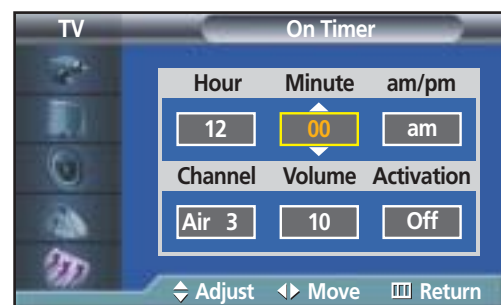 TV On Timer
Hour Minute am/pm
12 00 am
Channel Volume Activation
Air 3 10 Off
Adjust Move Return